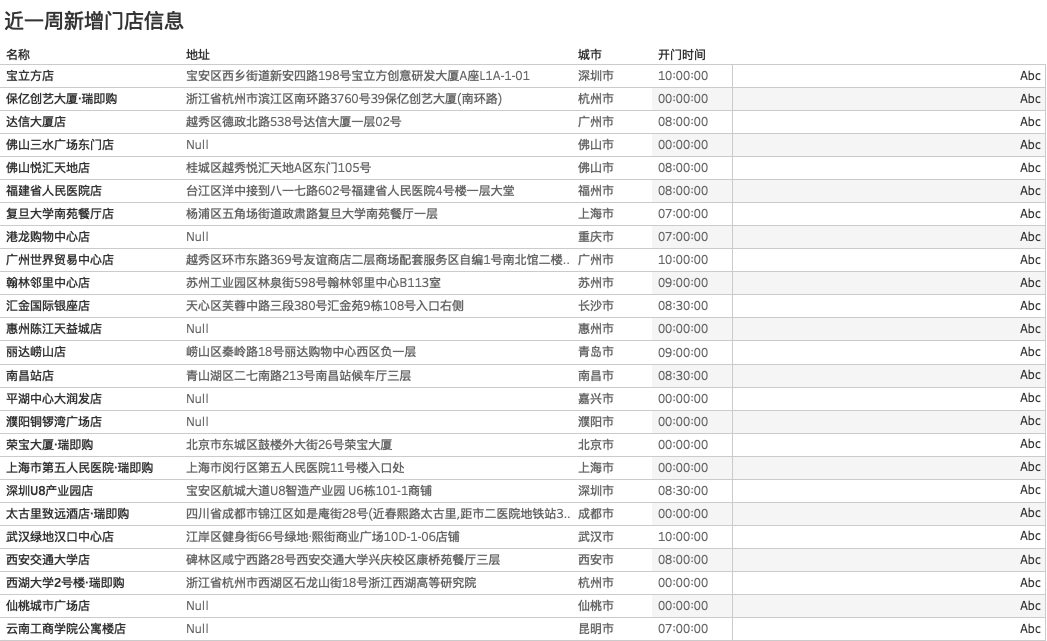 近一周新增门店信息
名称 地址 城市 开门时间
宝立方店 宝安区西乡街道新安四路198号宝立方创意研发大厦A座L1A-1-01 深圳市 10:00:00 Abc
保亿创艺大厦·瑞即购 浙江省杭州市滨江区南环路3760号39保亿创艺大厦(南环路) 杭州市 00:00:00 Abc
达信大厦店 越秀区德政北路538号达信大厦一层02号 广州市 08:00:00 Abc
佛山三水广场东门店 Null 佛山市 00:00:00 Abc
佛山悦汇天地店 桂城区越秀悦汇天地A区东门105号 佛山市 08:00:00 Abc
福建省人民医院店 台江区洋中接到八一七路602号福建省人民医院4号楼一层大堂 福州市 08:00:00 Abc
复旦大学南苑餐厅店 杨浦区五角场街道政肃路复旦大学南苑餐厅一层 上海市 07:00:00 Abc
港龙购物中心店 Null 重庆市 07:00:00 Abc
广州世界贸易中心店 越秀区环市东路369号友谊商店二层商场配套服务区自编1号南北馆二楼.. 广州市 10:00:00 Abc
翰林邻里中心店 苏州工业园区林泉街598号翰林邻里中心B113室 苏州市 09:00:00 Abc
汇金国际银座店 天心区芙蓉中路三段380号汇金苑9栋108号入口右侧 长沙市 08:30:00 Abc
惠州陈江天益城店 Null 惠州市 00:00:00 Abc
丽达崂山店 崂山区秦岭路18号丽达购物中心西区负一层 青岛市 09:00:00 Abc
南昌站店 青山湖区二七南路213号南昌站候车厅三层 南昌市 08:30:00 Abc
平湖中心大润发店 Null 嘉兴市 00:00:00 Abc
濮阳铜锣湾广场店 Null 濮阳市 00:00:00 Abc
荣宝大厦·瑞即购 北京市东城区鼓楼外大街26号荣宝大厦 北京市 00:00:00 Abc
上海市第五人民医院·瑞即购 上海市闵行区第五人民医院11号楼入口处 上海市 00:00:00 Abc
深圳U8产业园店 宝安区航城大道U8智造产业园 U6栋101-1商铺 深圳市 08:30:00 Abc
太古里致远酒店·瑞即购 四川省成都市锦江区如是庵街28号(近春熙路太古里,距市二医院地铁站3.. 成都市 00:00:00 Abc
武汉绿地汉口中心店 江岸区健身街66号绿地·熙街商业广场10D-1-06店铺 武汉市 10:00:00 Abc
西安交通大学店 碑林区咸宁西路28号西安交通大学兴庆校区康桥苑餐厅三层 西安市 08:00:00 Abc
西湖大学2号楼·瑞即购 浙江省杭州市西湖区石龙山街18号浙江西湖高等研究院 杭州市 00:00:00 Abc
仙桃城市广场店 Null 仙桃市 00:00:00 Abc
云南工商学院公寓楼店 Null 昆明市 07:00:00 Abc